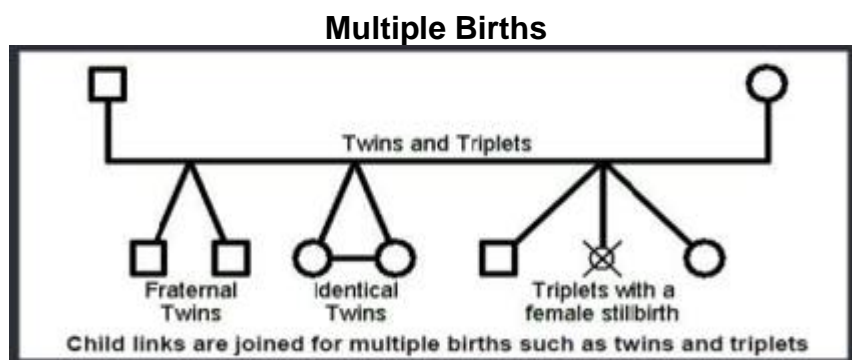 Multiple Births
Twins and Triplets
Fraternal
Twins
Identical
Twins
Triplets with a
female stillbirth
Child links are joined for multiple births such as twins and triplets